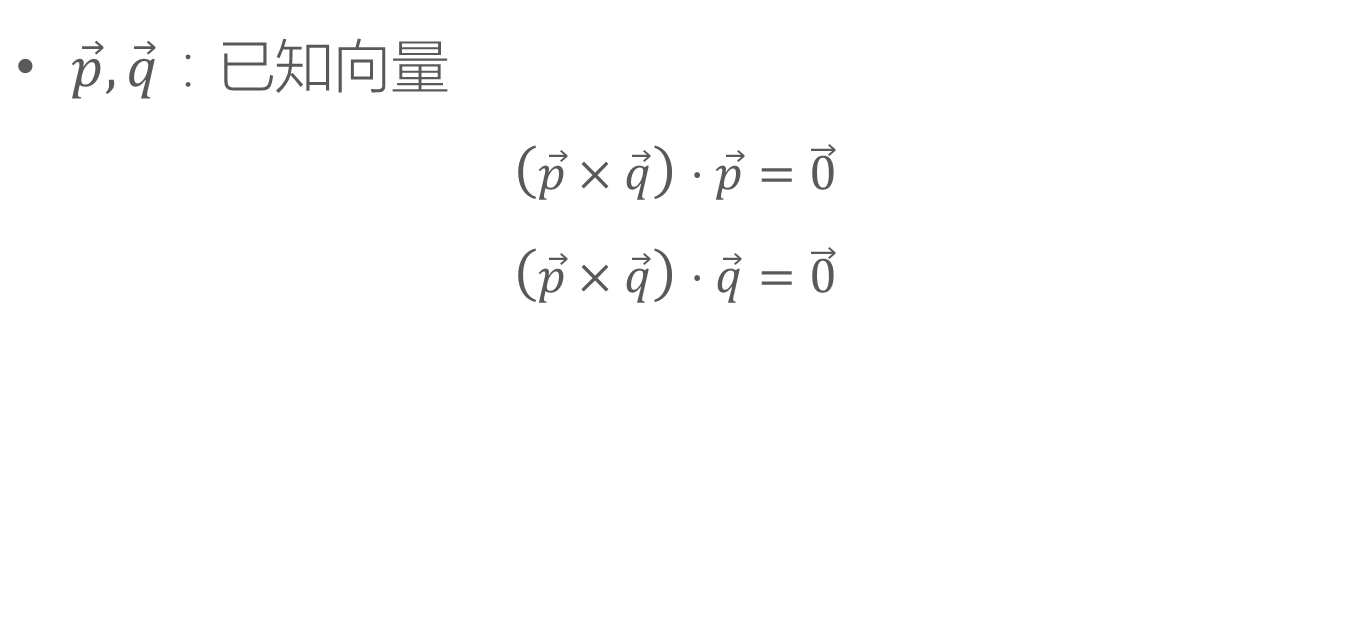 • p⃗, q⃗ : 已知向量
(p⃗ × q⃗) · p⃗ = 0⃗
(p⃗ × q⃗) · q⃗ = 0⃗